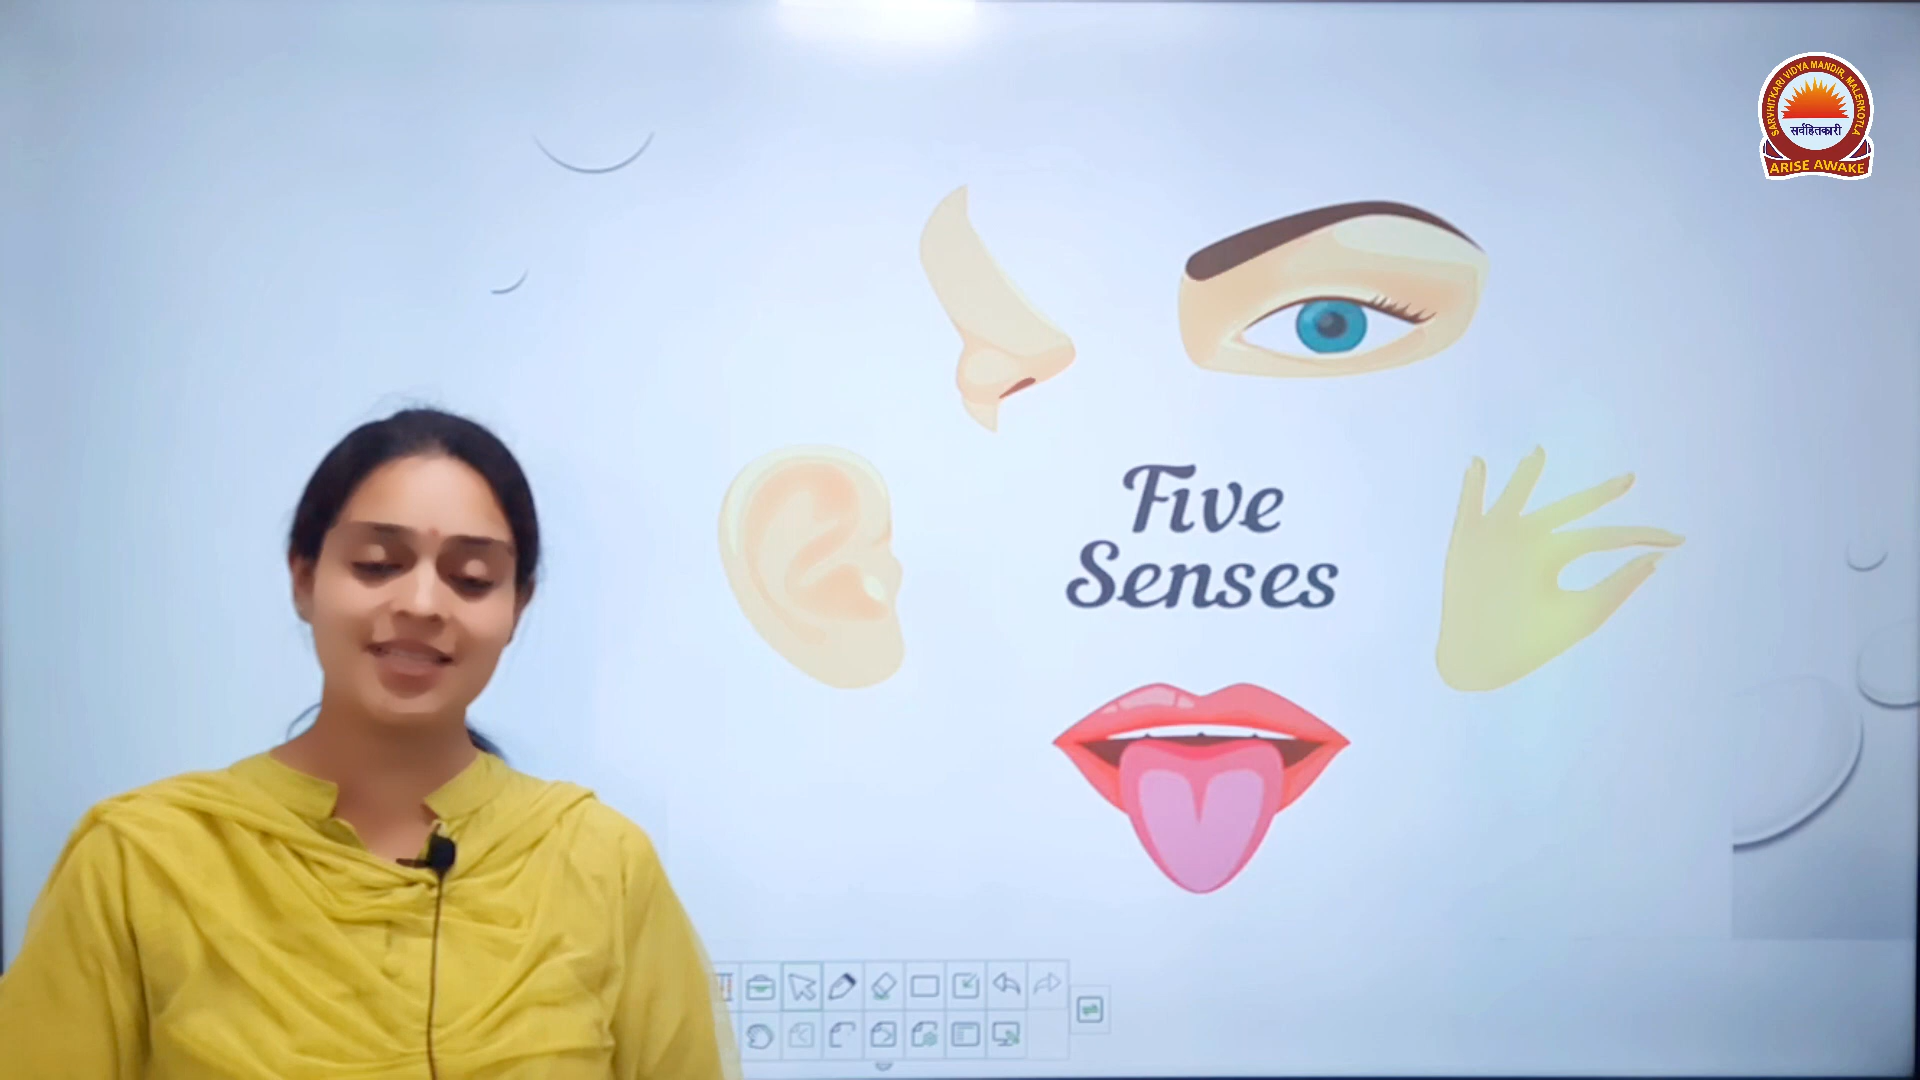 SARVHITKARI VIDYA MANDIR, MALERKOTLA
सर्वहितकारी
ARISE AWAKE
Five
Senses